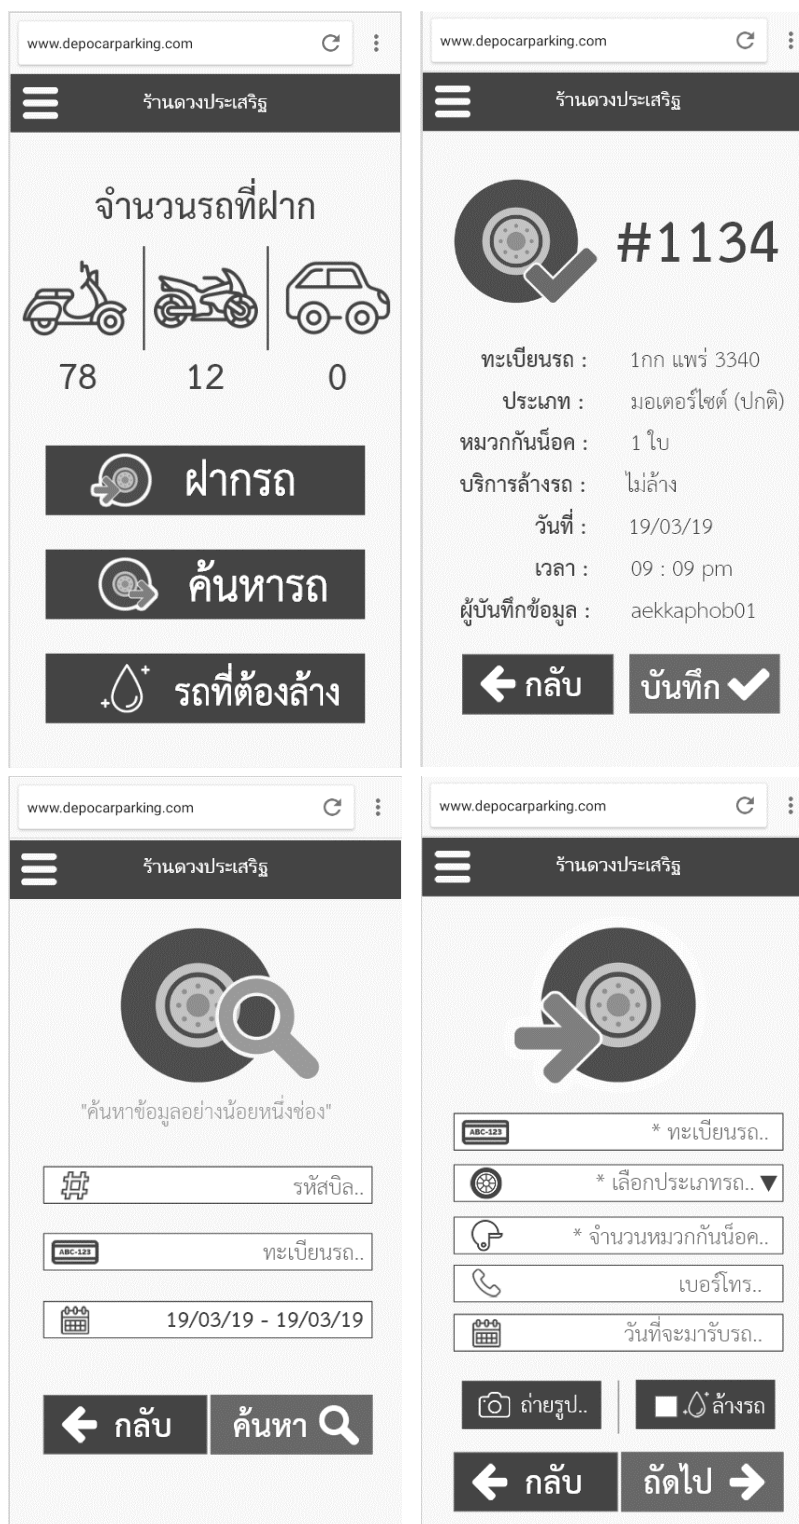 www.depocarparking.com
ร้านดวงประเสริฐ
จำนวนรถที่ฝาก
78 12 0
ฝากรถ
ค้นหารถ
รถที่ต้องล้าง
www.depocarparking.com
ร้านดวงประเสริฐ
#1134
ทะเบียนรถ : 1กก แพร่ 3340
ประเภท : มอเตอร์ไซต์ (ปกติ)
หมวกกันน็อค : 1 ใบ
บริการล้างรถ : ไม่ล้าง
วันที่ : 19/03/19
เวลา : 09 : 09 pm
ผู้บันทึกข้อมูล : aekkaphob01
กลับ บันทึก
www.depocarparking.com
ร้านดวงประเสริฐ
"ค้นหาข้อมูลอย่างน้อยหนึ่งช่อง"
รหัสบิล..
ABC-123 ทะเบียนรถ..
19/03/19 - 19/03/19
กลับ ค้นหา
www.depocarparking.com
ร้านดวงประเสริฐ
ABC-123 * ทะเบียนรถ..
* เลือกประเภทรถ..
* จำนวนหมวกกันน็อค..
เบอร์โทร..
วันที่จะมารับรถ..
ถ่ายรูป.. ล้างรถ
กลับ ถัดไป